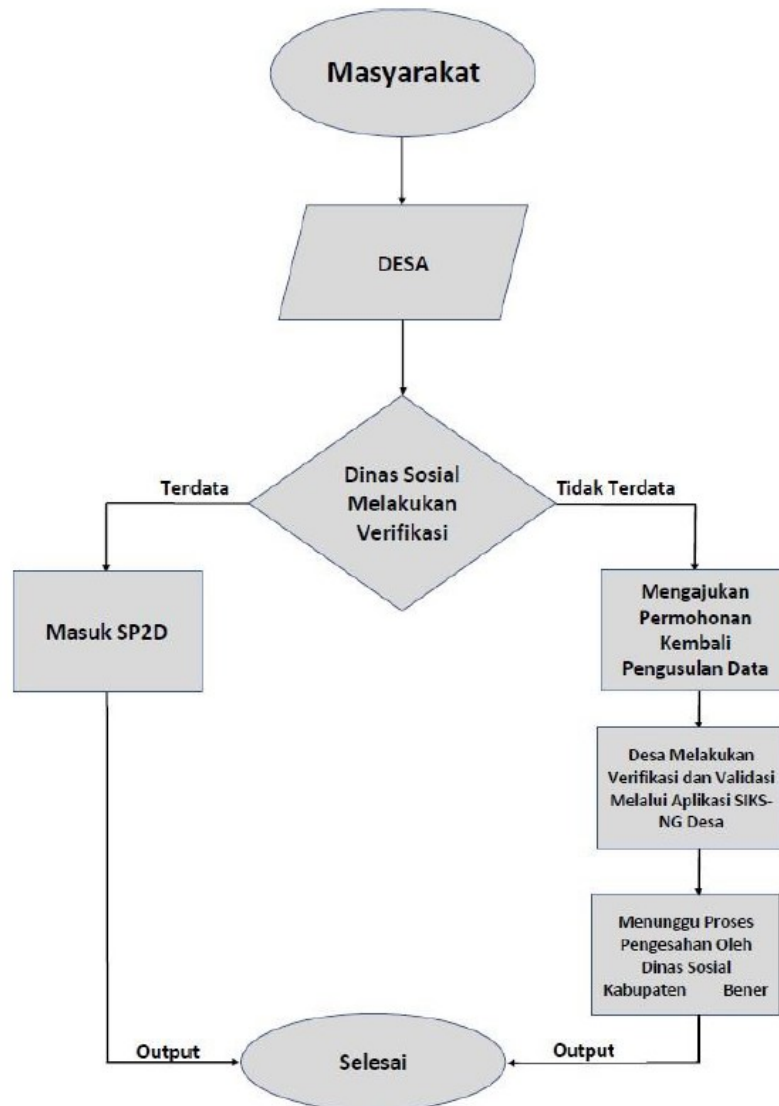 Masyarakat
DESA
Dinas Sosial
Melakukan
Verifikasi
Terdata
Tidak Terdata
Masuk SP2D
Mengajukan
Permohonan
Kembali
Pengusulan Data
Desa Melakukan
Verifikasi dan Validasi
Melalui Aplikasi SIKS-
NG Desa
Menunggu Proses
Pengesahan Oleh
Dinas Sosial
Kabupaten Bener
Output
Selesai
Output